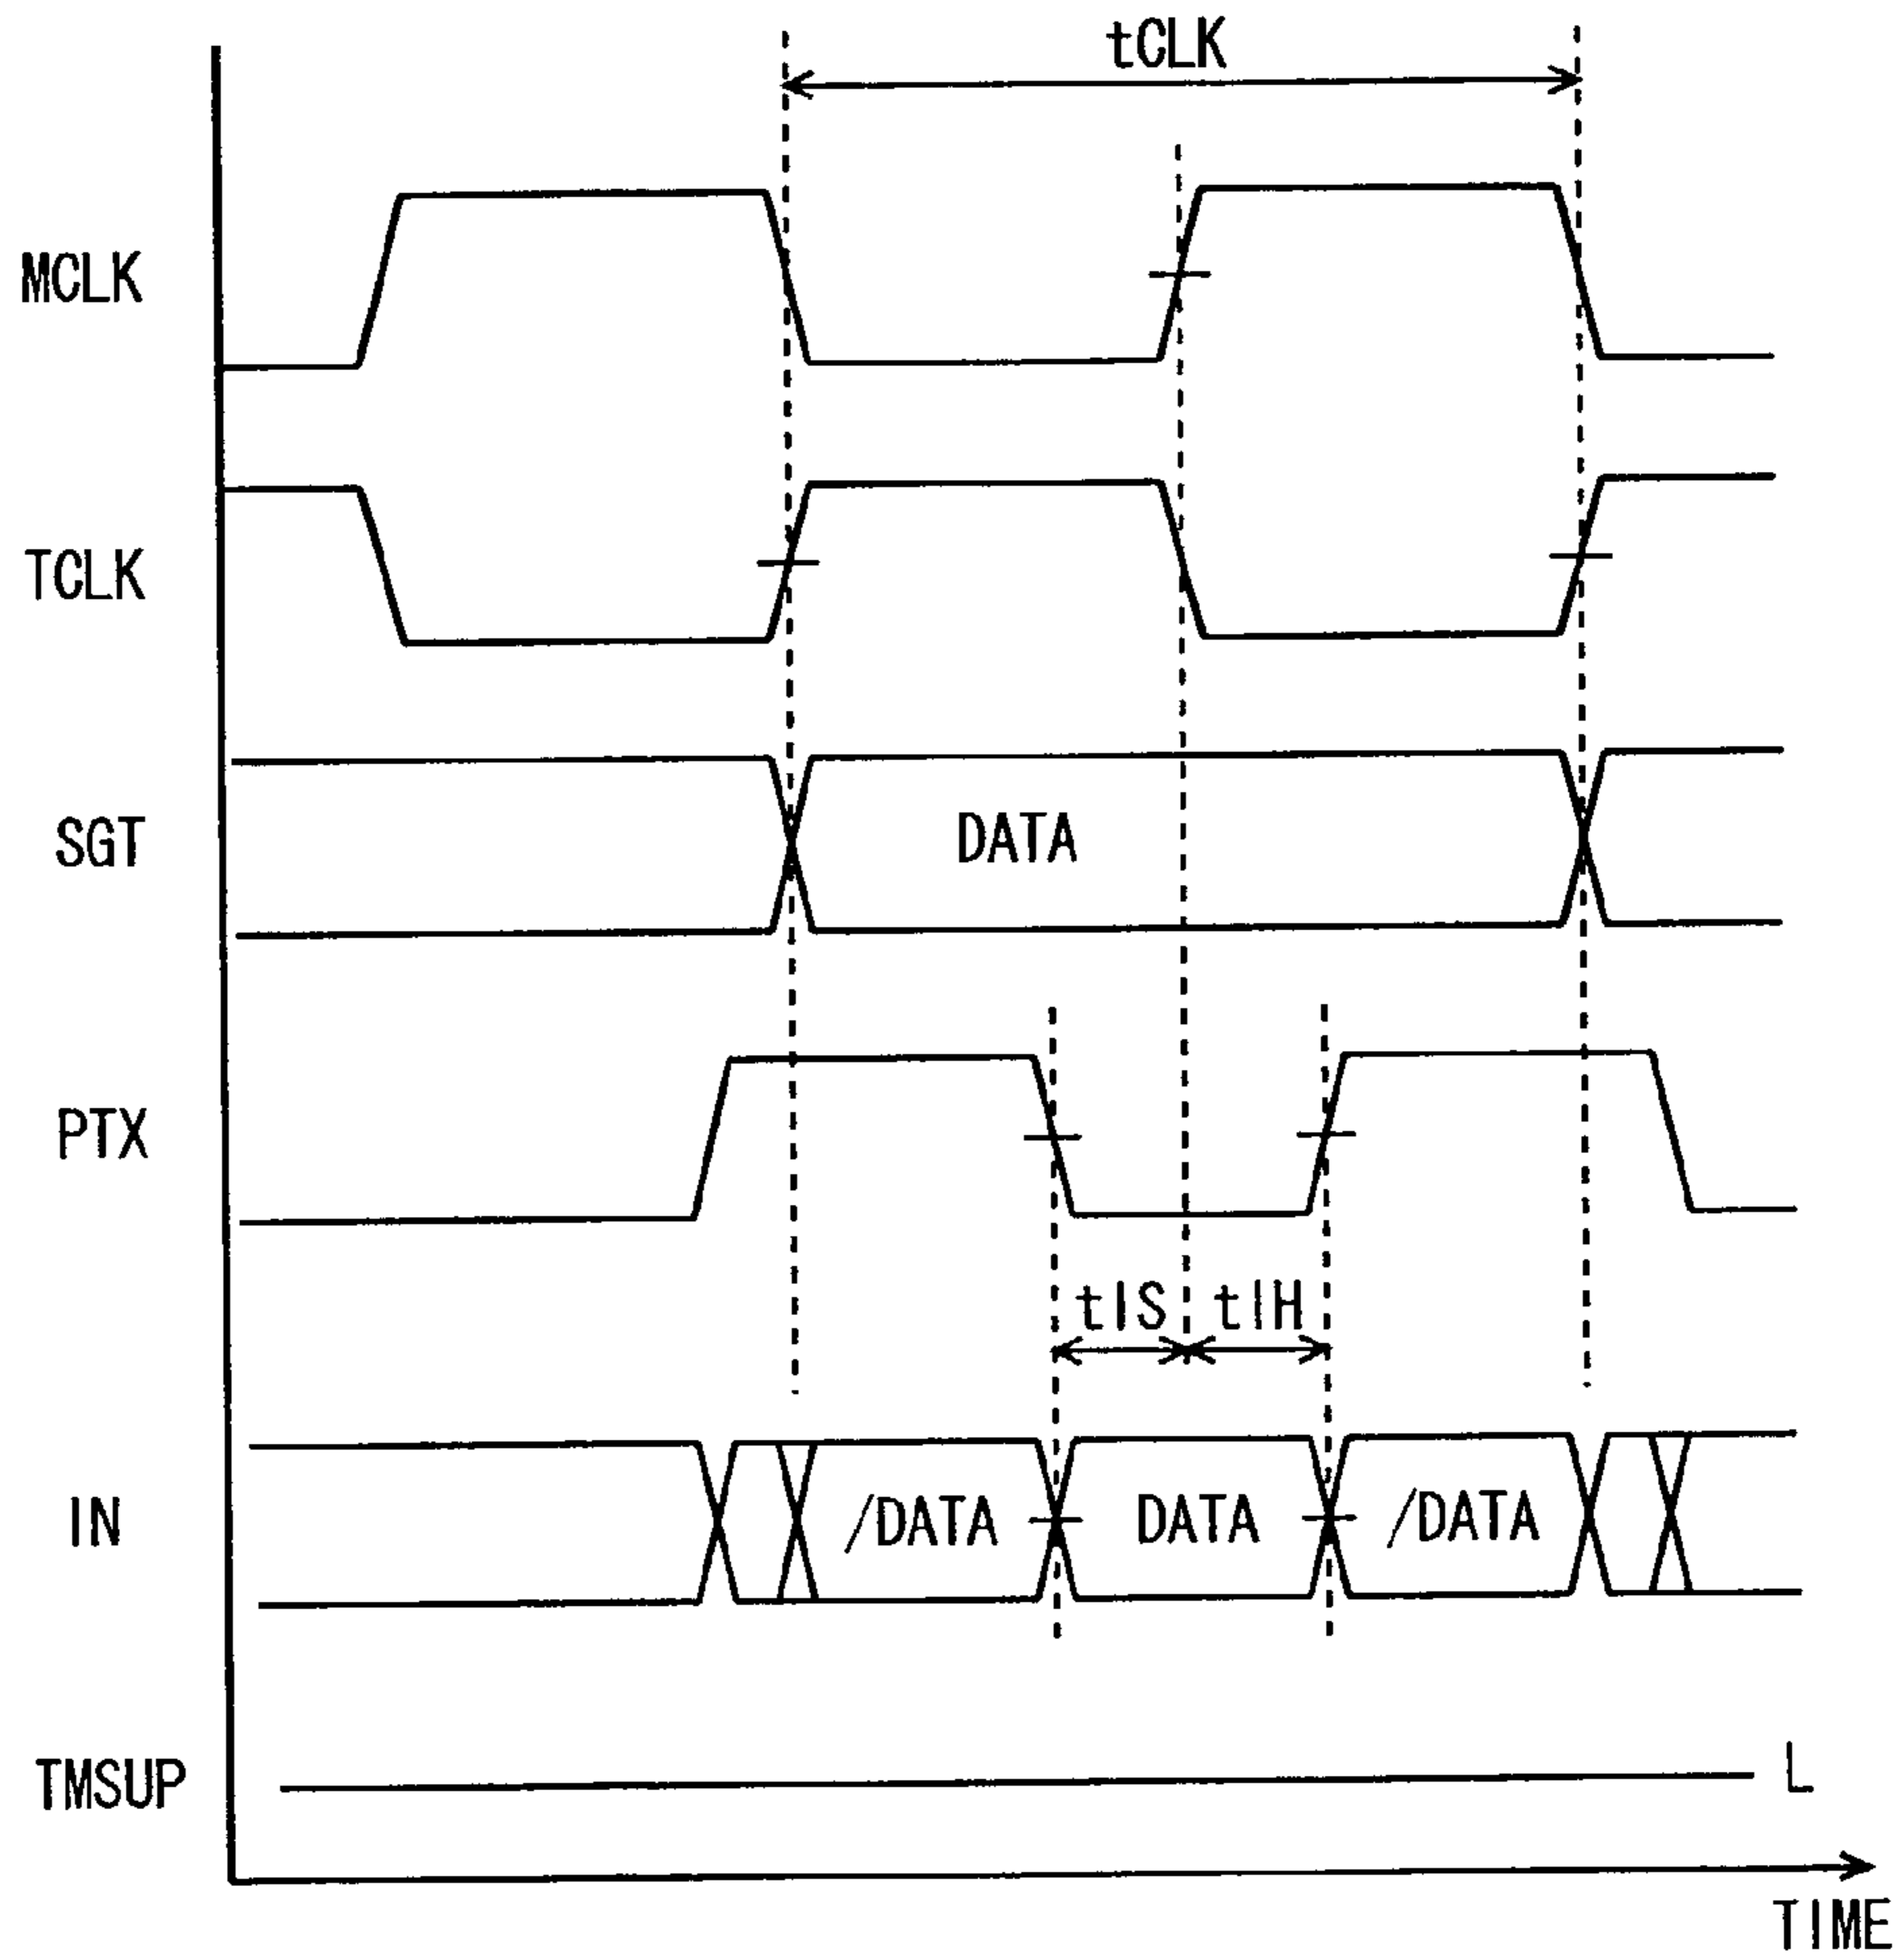 tCLK
MCLK
TCLK
SGT
DATA
PTX
tIS tIH
IN
/DATA DATA /DATA
TMSUP
L
TIME